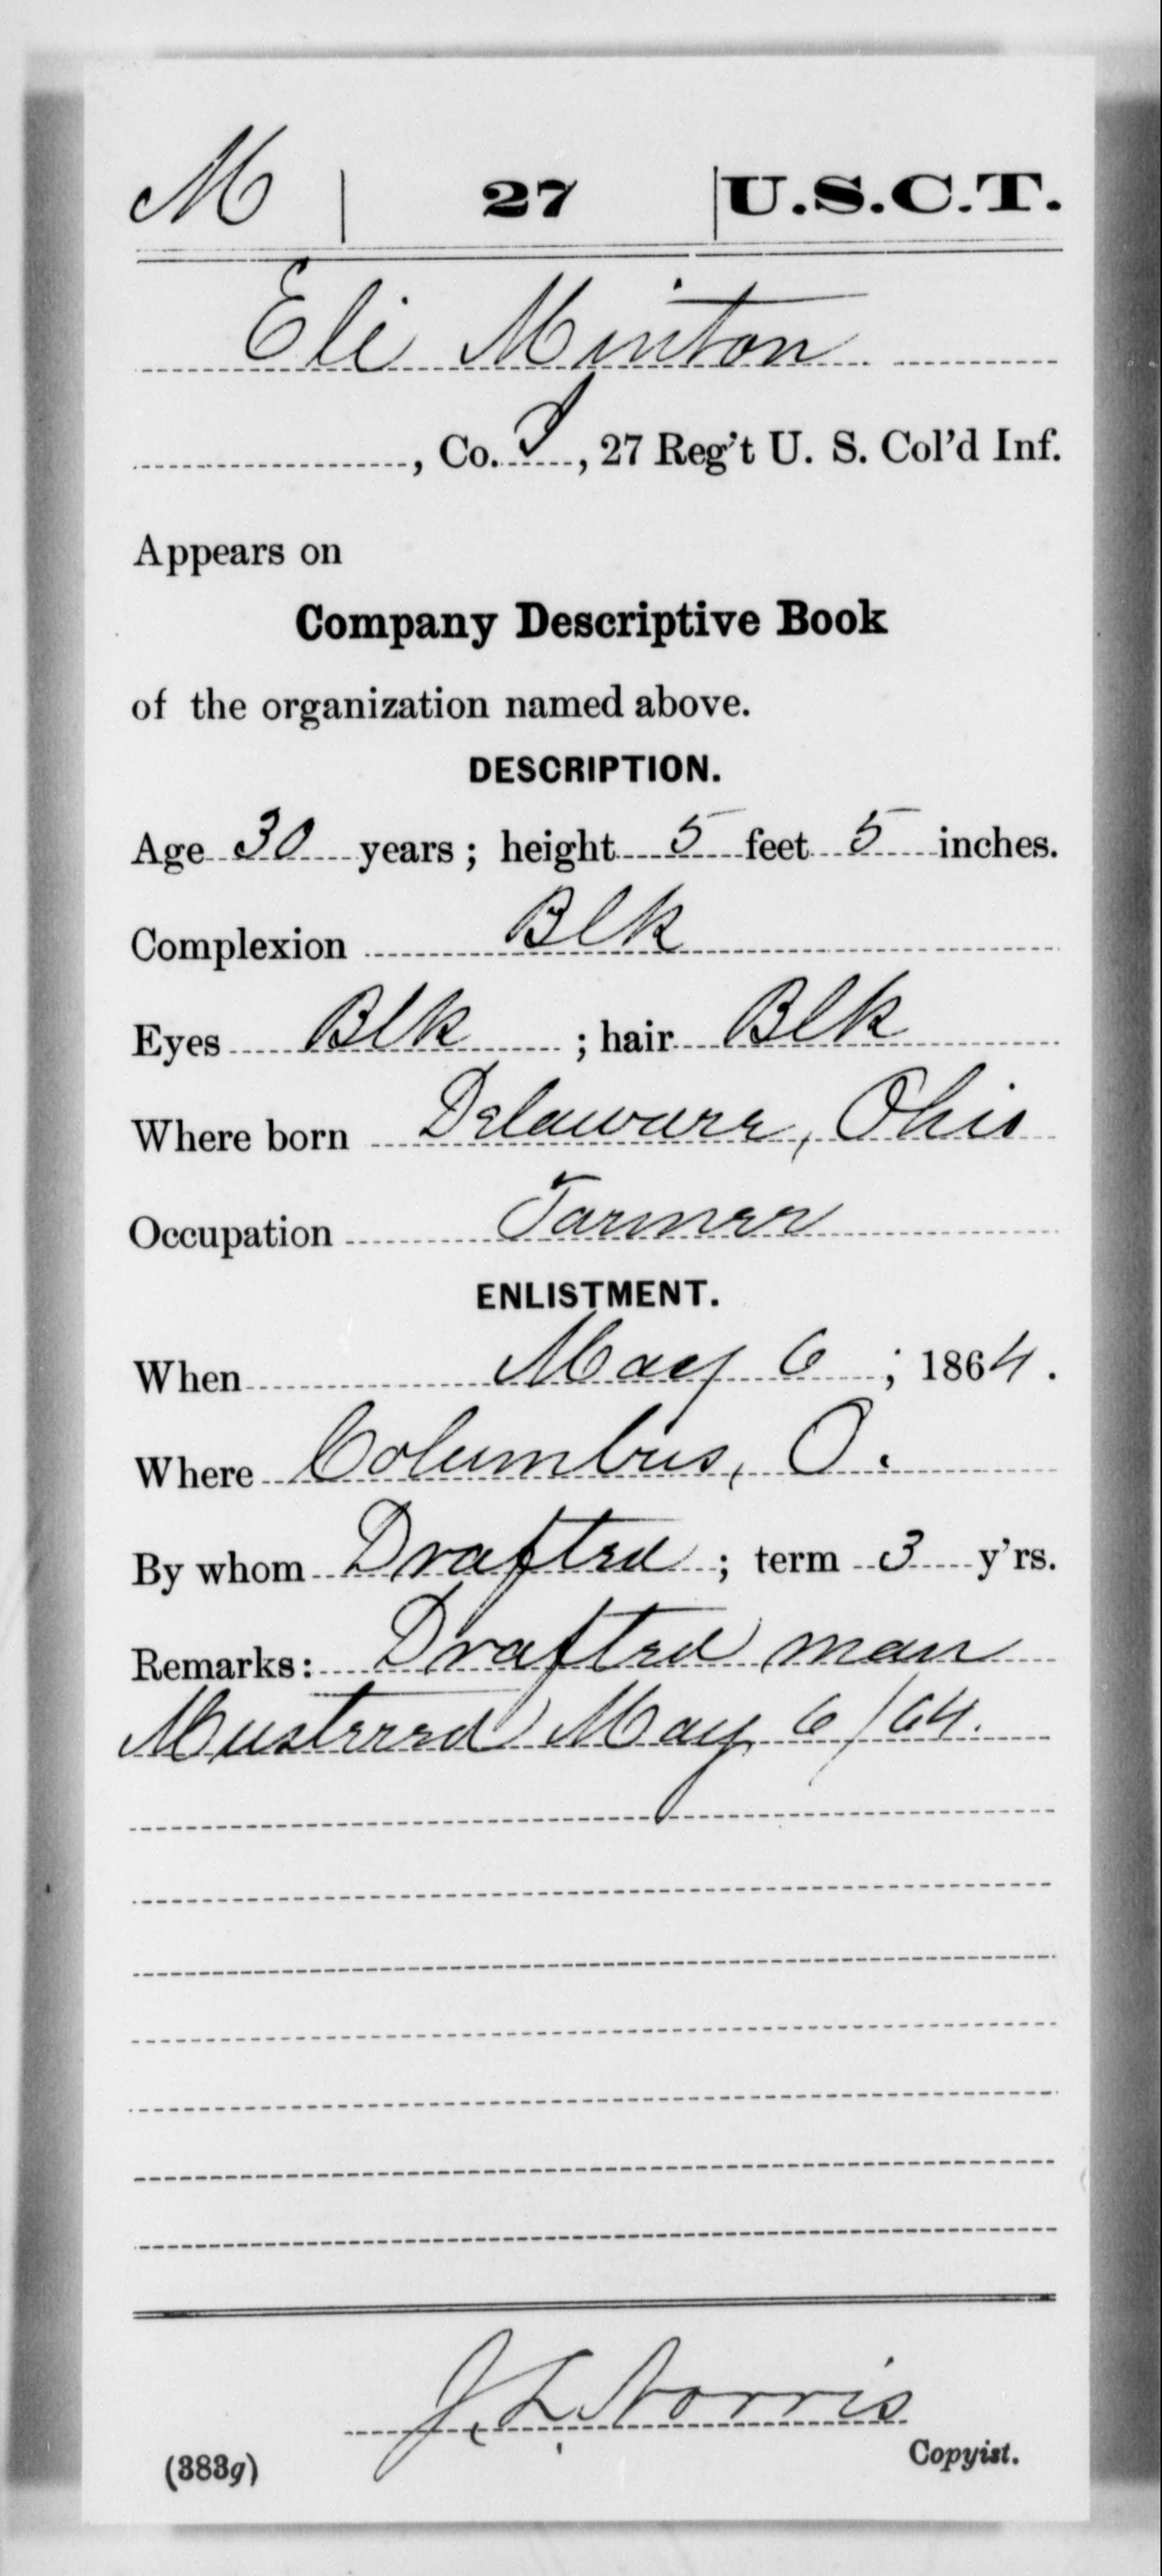 M | 27 | U.S.C.T.
Eli Minton
, Co. I, 27 Reg't U. S. Col'd Inf.
Appears on
Company Descriptive Book
of the organization named above.
DESCRIPTION.
Age 30 years; height 5 feet 5 inches.
Complexion Blk
Eyes Blk ; hair Blk
Where born Delaware, Ohio
Occupation Farmer
ENLISTMENT.
When May 6 ; 1864.
Where Columbus, O.
By whom Drafted ; term 3 y'rs.
Remarks: Drafted man
Mustered May 6/64.
J. L. Norris
(383g) Copyist.